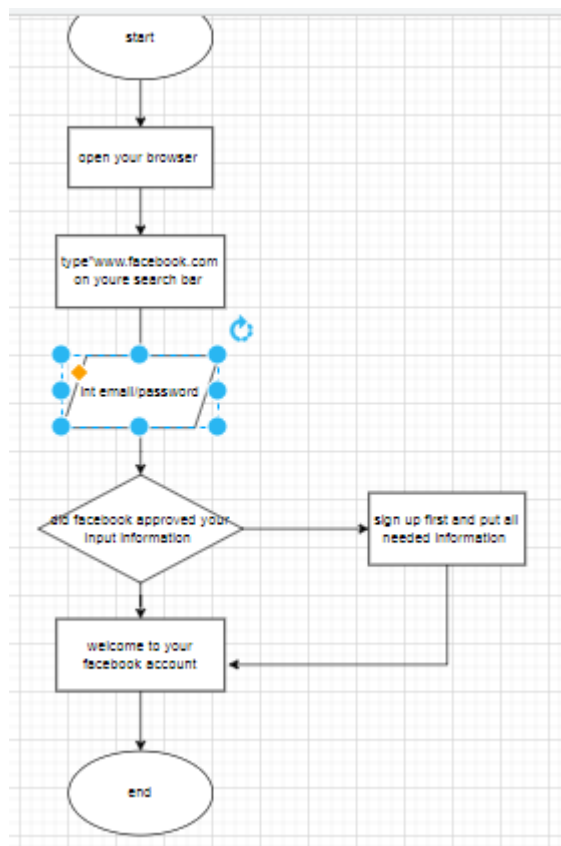 start
open your browser
type"www.facebook.com
on youre search bar
int email/password
did facebook approved your
input information
sign up first and put all
needed information
welcome to your
facebook account
end